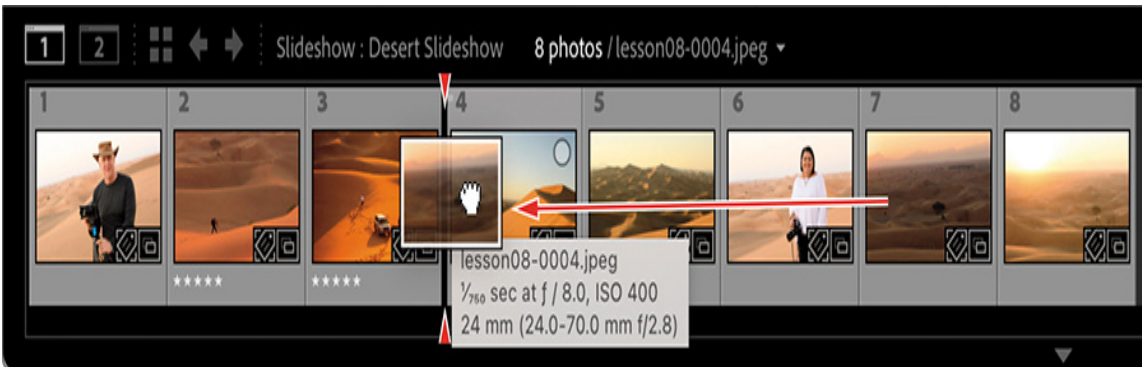 1 2 Slideshow : Desert Slideshow 8 photos / lesson08-0004.jpeg
1 2 3 4 5 6 7 8
★★★★★ ★★★★★
lesson08-0004.jpeg
1/750 sec at ƒ / 8.0, ISO 400
24 mm (24.0-70.0 mm f/2.8)